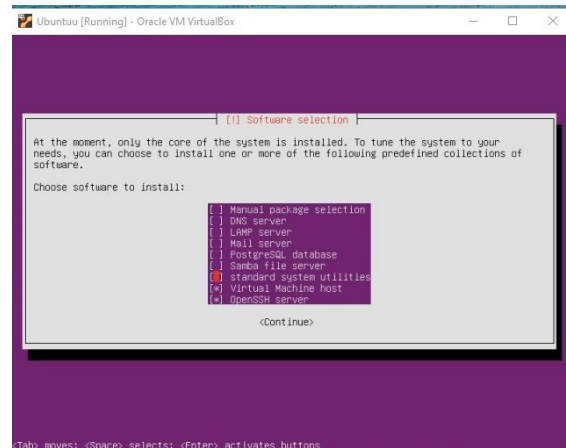 Ubuntuu [Running] - Oracle VM VirtualBox
[!] Software selection
At the moment, only the core of the system is installed. To tune the system to your
needs, you can choose to install one or more of the following predefined collections of
software.
Choose software to install:
[ ] Manual package selection
[ ] DNS server
[ ] LAMP server
[ ] Mail server
[ ] PostgreSQL database
[ ] Samba file server
[ ] standard system utilities
[*] Virtual Machine host
[*] OpenSSH server
<Continue>
<Tab> moves; <Space> selects; <Enter> activates buttons